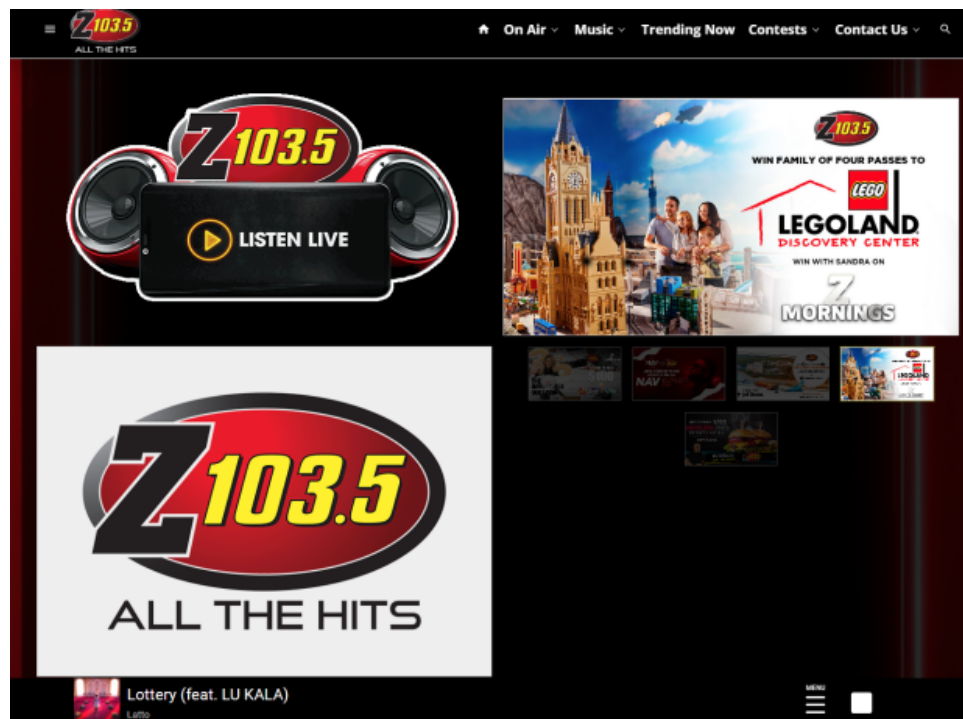 Z103.5
ALL THE HITS
On Air
Music
Trending Now
Contests
Contact Us
Z103.5
LISTEN LIVE
Z103.5
WIN FAMILY OF FOUR PASSES TO
LEGO
LEGOLAND
DISCOVERY CENTER
WIN WITH SANDRA ON
Z
MORNINGS
NAV
LEGOLAND
Z103.5
ALL THE HITS
Lottery (feat. LU KALA)
Latto
MENU